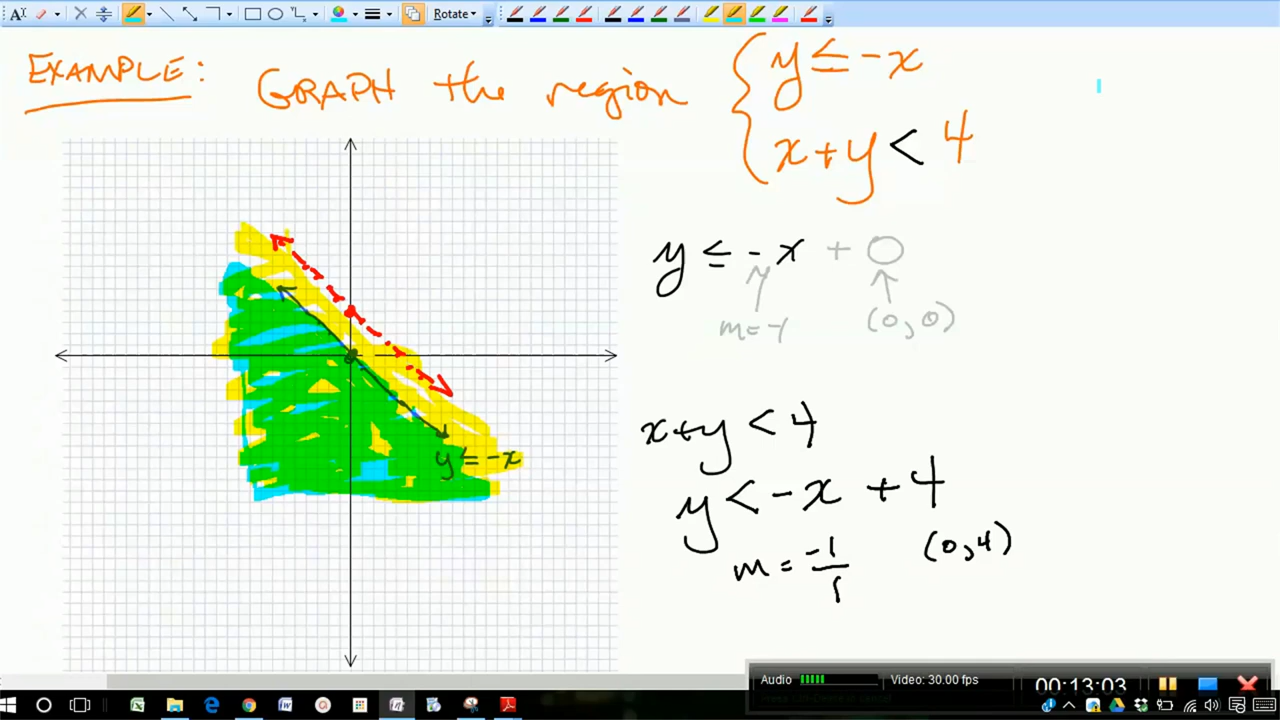 Rotate
EXAMPLE: GRAPH the region
y ≤ -x
x+y < 4
y ≤ -x + 0
m=-1
(0,0)
y ≤ -x
x+y < 4
y < -x + 4
m = -1/1
(0,4)
Audio
Video: 30.00 fps
00:13:03